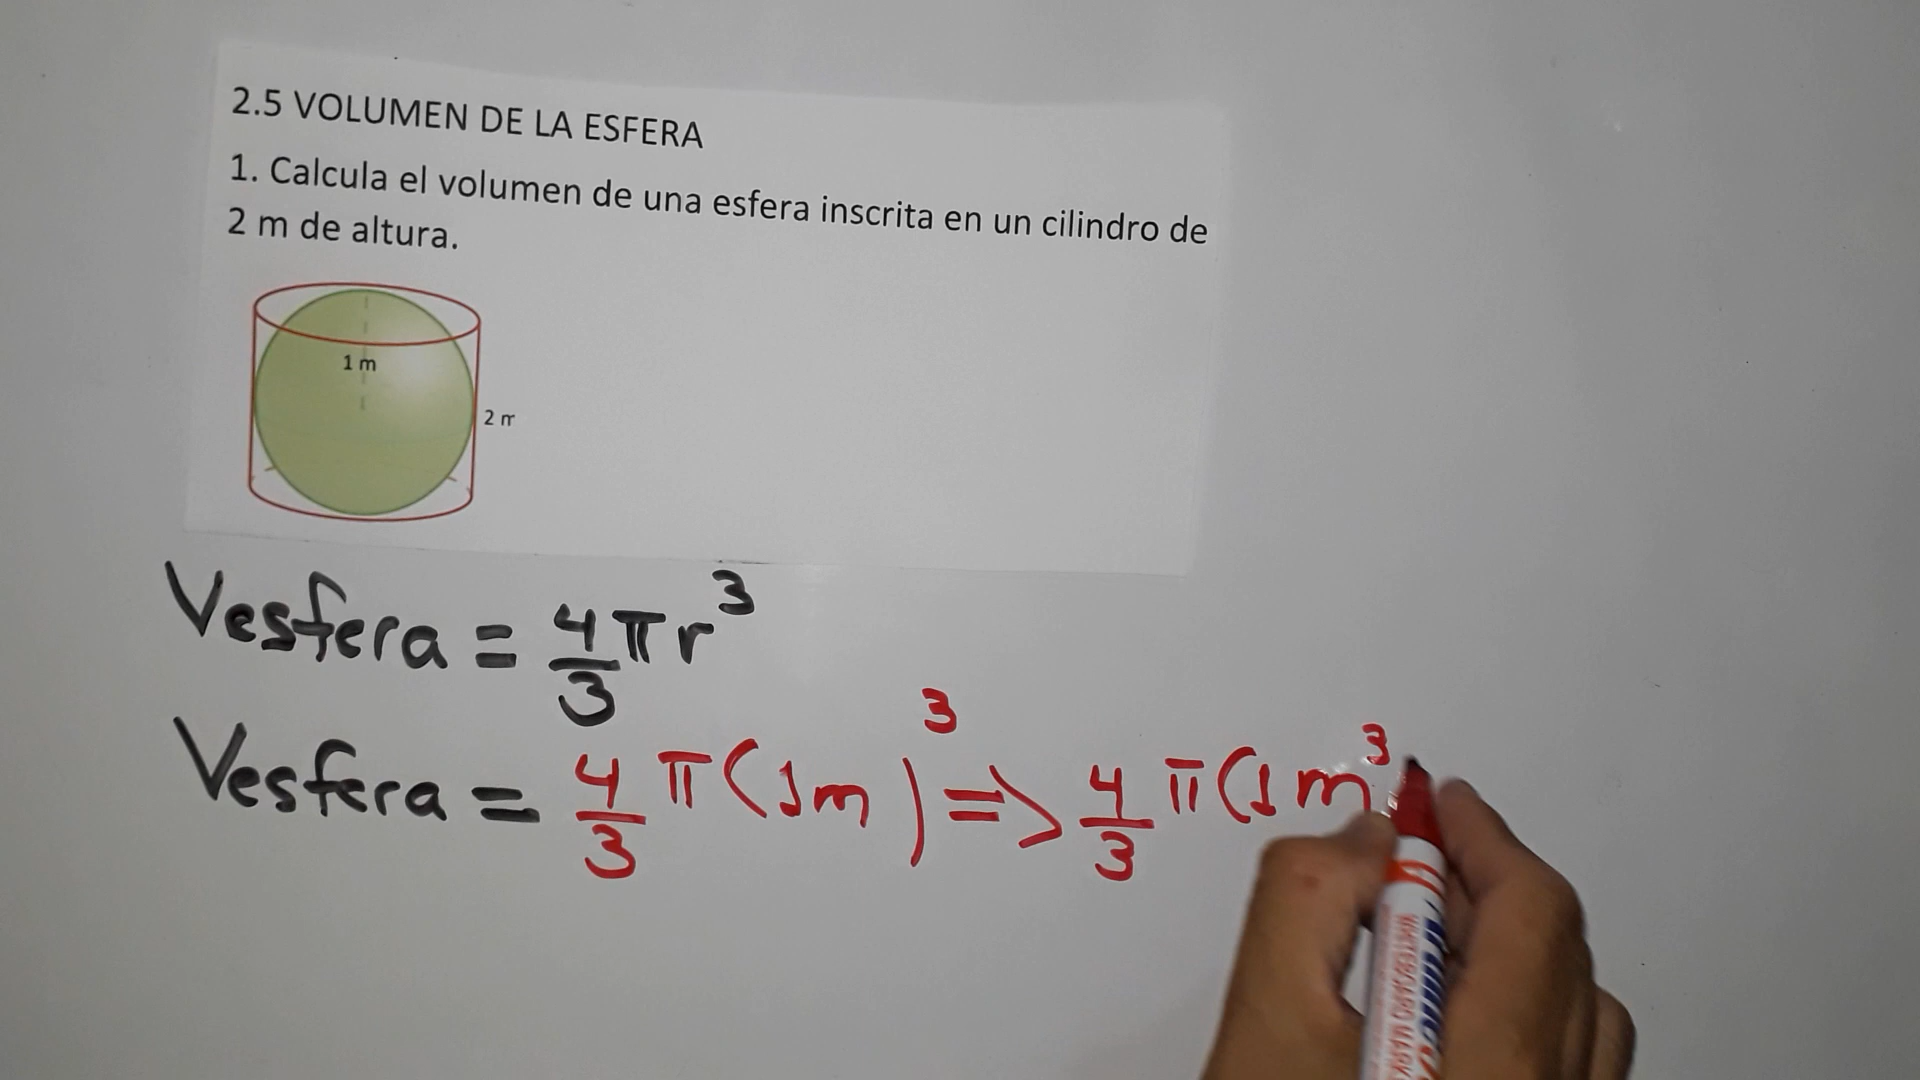 2.5 VOLUMEN DE LA ESFERA
1. Calcula el volumen de una esfera inscrita en un cilindro de
2 m de altura.
1 m
2 m
Vesfera = 4/3 π r³
Vesfera = 4/3 π (1m)³ => 4/3 π (1m³